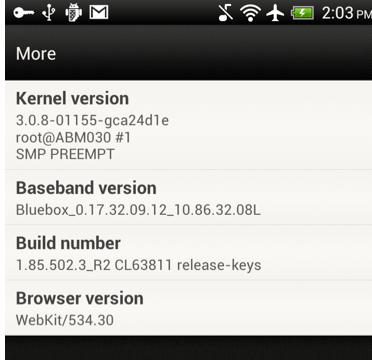 2:03 PM
More
Kernel version
3.0.8-01155-gca24d1e
root@ABM030 #1
SMP PREEMPT
Baseband version
Bluebox_0.17.32.09.12_10.86.32.08L
Build number
1.85.502.3_R2 CL63811 release-keys
Browser version
WebKit/534.30